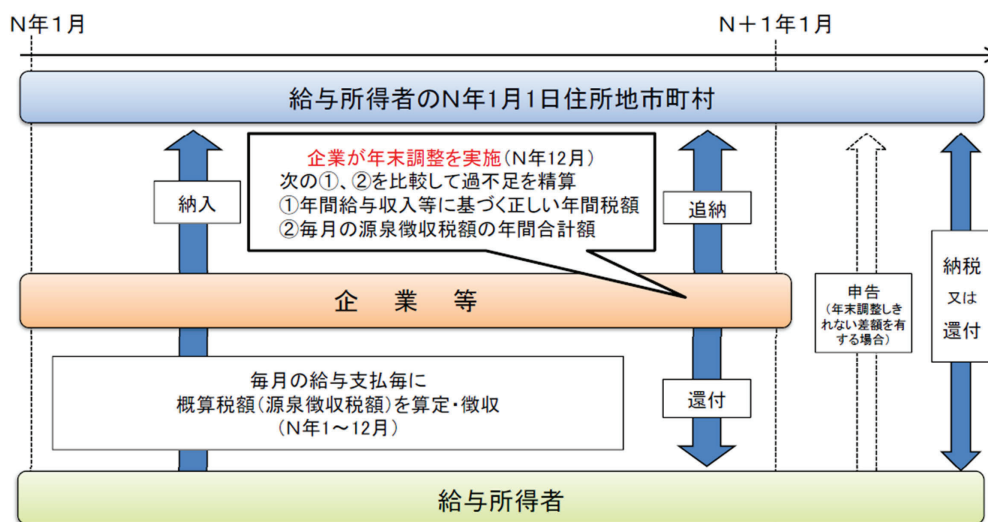 N年1月
N+1年1月
給与所得者のN年1月1日住所地市町村
企業が年末調整を実施(N年12月)
次の①、②を比較して過不足を精算
①年間給与収入等に基づく正しい年間税額
②毎月の源泉徴収税額の年間合計額
納入
追納
企 業 等
申告
(年末調整しき
れない差額を有
する場合)
納税
又は
還付
毎月の給与支払毎に
概算税額(源泉徴収税額)を算定・徴収
(N年1～12月)
還付
給与所得者